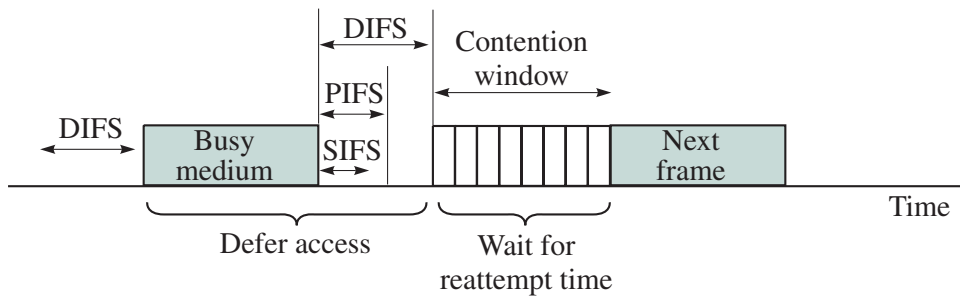 DIFS
Contention
window
PIFS
DIFS
Busy
medium
SIFS
Next
frame
Time
Defer access
Wait for
reattempt time